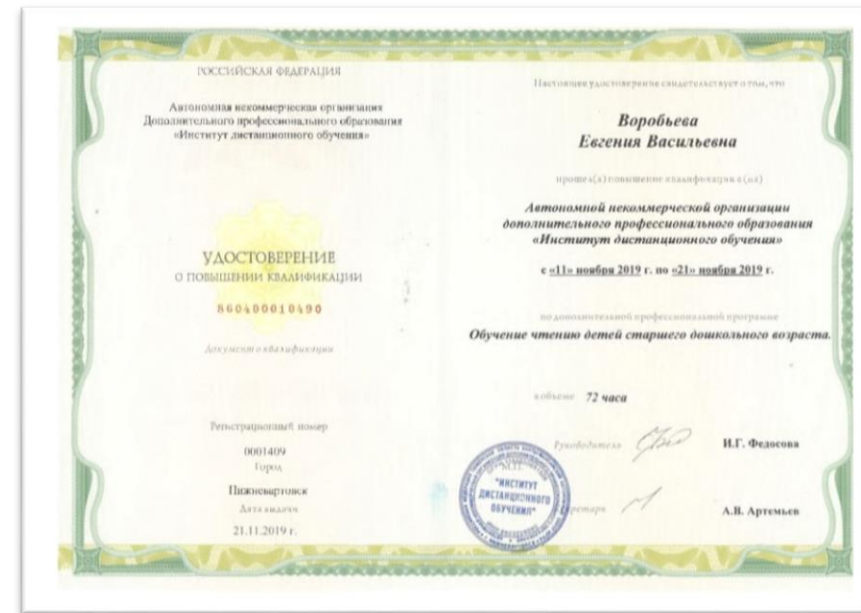 РОССИЙСКАЯ ФЕДЕРАЦИЯ
Автономная некоммерческая организация
Дополнительного профессионального образования
«Институт дистанционного обучения»
УДОСТОВЕРЕНИЕ
О ПОВЫШЕНИИ КВАЛИФИКАЦИИ
860400010490
Документ о квалификации
Регистрационный номер
0001409
Город
Нижневартовск
Дата выдачи
21.11.2019 г.
Настоящее удостоверение свидетельствует о том, что
Воробьева
Евгения Васильевна
прошел(а) повышение квалификации в (на)
Автономной некоммерческой организации
дополнительного профессионального образования
«Институт дистанционного обучения»
с «11» ноября 2019 г. по «21» ноября 2019 г.
по дополнительной профессиональной программе
Обучение чтению детей старшего дошкольного возраста.
в объеме 72 часа
Руководитель И.Г. Федосова
М.П.
"ИНСТИТУТ
ДИСТАНЦИОННОГО
ОБУЧЕНИЯ"
Секретарь А.В. Артемьев